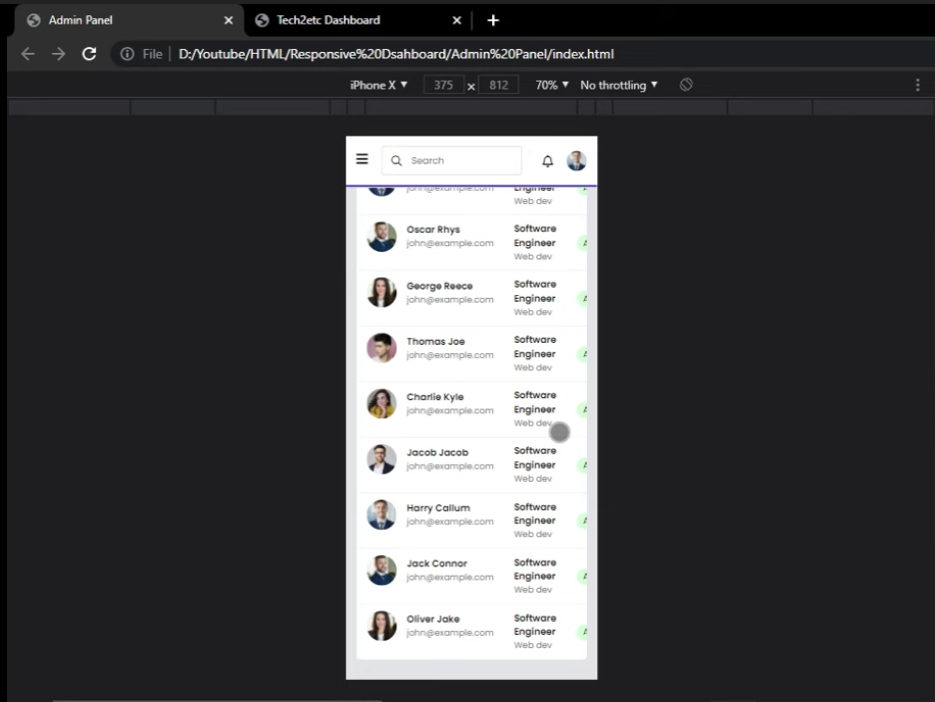 Admin Panel
Tech2etc Dashboard
File
D:/Youtube/HTML/Responsive%20Dsahboard/Admin%20Panel/index.html
iPhone X
375 x 812
70%
No throttling
Search
john@example.com
Engineer
Web dev
Oscar Rhys
john@example.com
Software
Engineer
Web dev
George Reece
john@example.com
Software
Engineer
Web dev
Thomas Joe
john@example.com
Software
Engineer
Web dev
Charlie Kyle
john@example.com
Software
Engineer
Web dev
Jacob Jacob
john@example.com
Software
Engineer
Web dev
Harry Callum
john@example.com
Software
Engineer
Web dev
Jack Connor
john@example.com
Software
Engineer
Web dev
Oliver Jake
john@example.com
Software
Engineer
Web dev